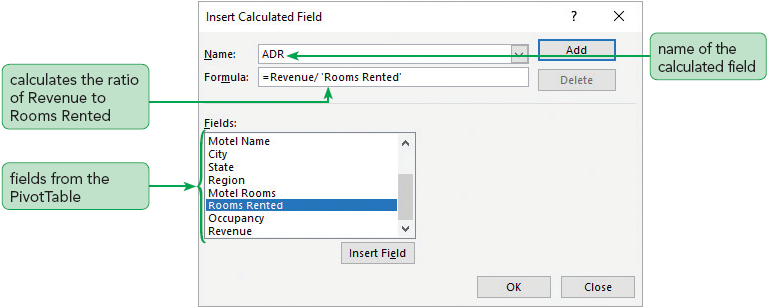 Insert Calculated Field
?
Name:
ADR
Add
Formula:
=Revenue/ 'Rooms Rented'
Delete
name of the
calculated field
calculates the ratio
of Revenue to
Rooms Rented
Fields:
Motel Name
City
State
Region
Motel Rooms
Rooms Rented
Occupancy
Revenue
fields from the
PivotTable
Insert Field
OK
Close